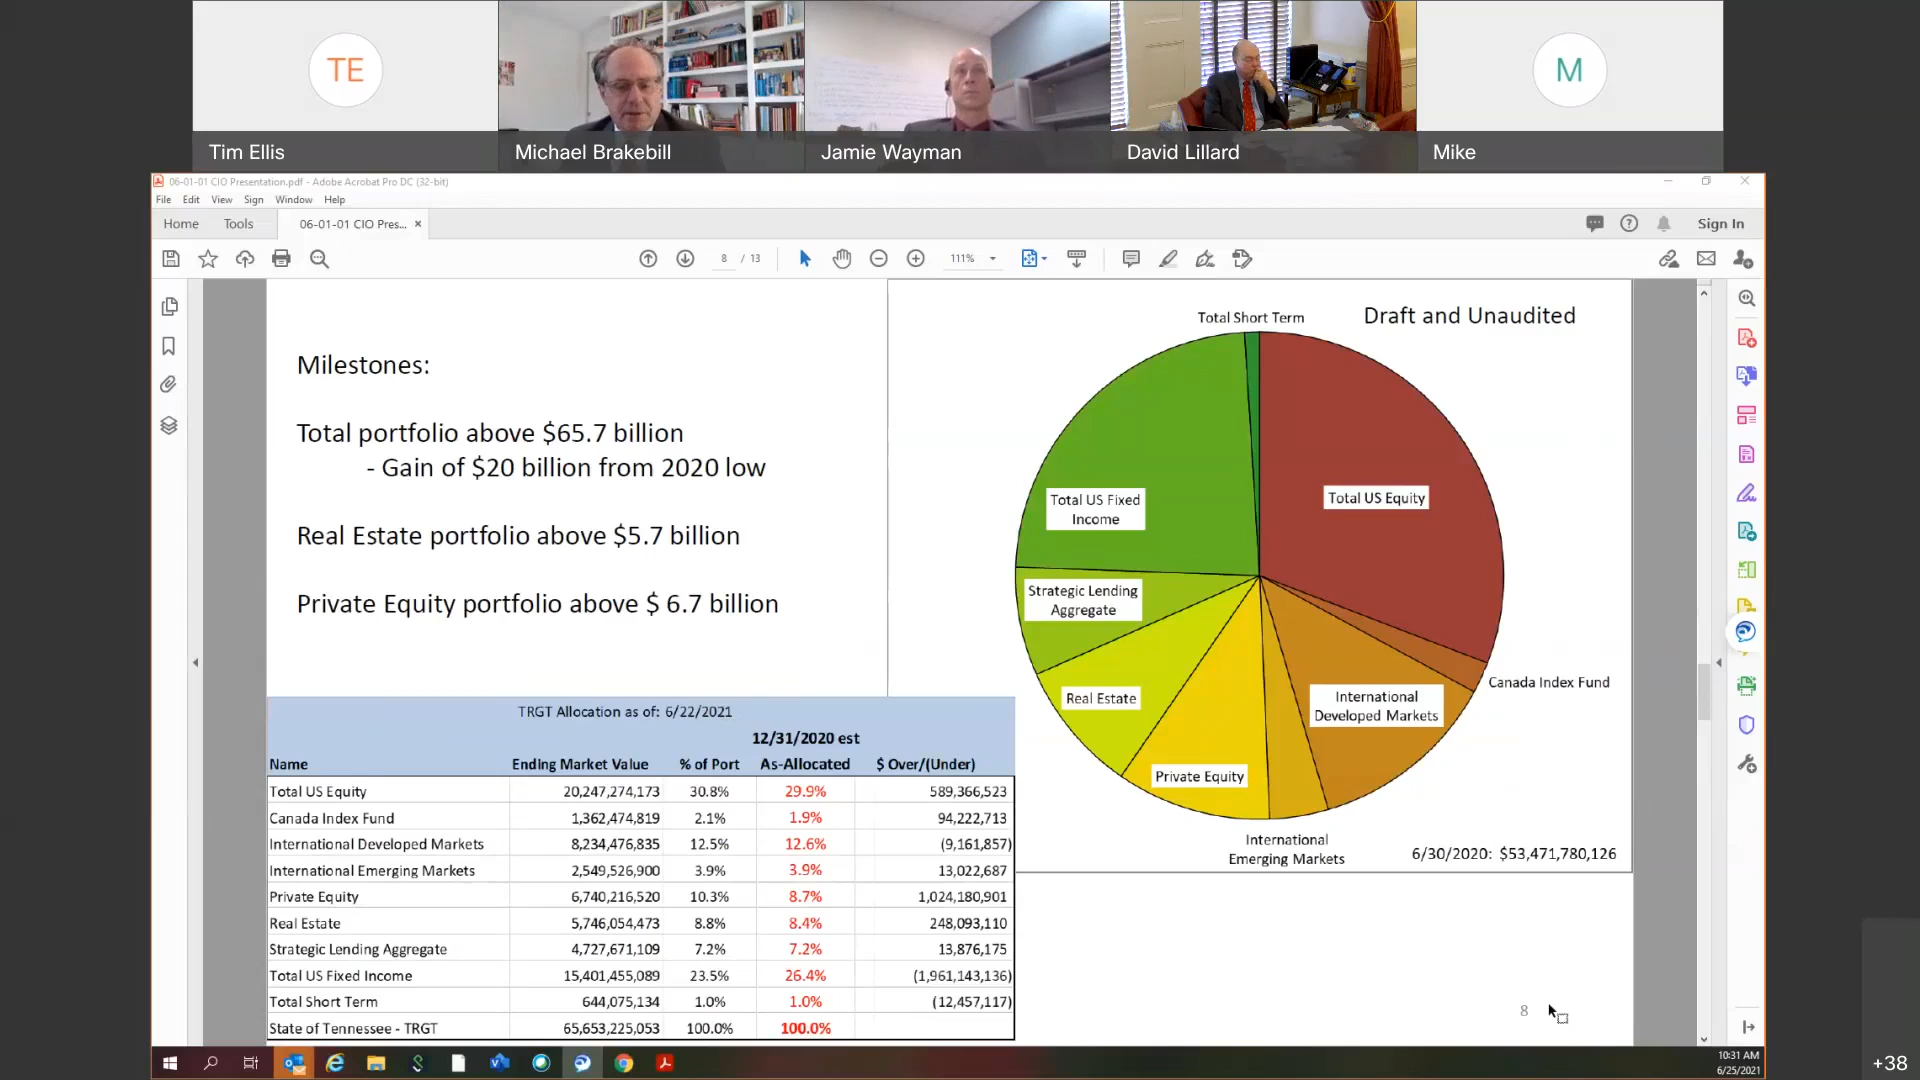 TE
M
Tim Ellis
Michael Brakebill
Jamie Wayman
David Lillard
Mike
06-01-01 CIO Presentation.pdf - Adobe Acrobat Pro DC (32-bit)
File Edit View Sign Window Help
Home Tools 06-01-01 CIO Pres... × Sign In
8 / 13 111%
Milestones:
Total portfolio above $65.7 billion
- Gain of $20 billion from 2020 low
Real Estate portfolio above $5.7 billion
Private Equity portfolio above $ 6.7 billion
Draft and Unaudited
Total Short Term
Total US Equity
Total US Fixed
Income
Strategic Lending
Aggregate
Real Estate
Private Equity
International
Developed Markets
Canada Index Fund
International
Emerging Markets
6/30/2020: $53,471,780,126
TRGT Allocation as of: 6/22/2021
12/31/2020 est
Name Ending Market Value % of Port As-Allocated $ Over/(Under)
Total US Equity 20,247,274,173 30.8% 29.9% 589,366,523
Canada Index Fund 1,362,474,819 2.1% 1.9% 94,222,713
International Developed Markets 8,234,476,835 12.5% 12.6% (9,161,857)
International Emerging Markets 2,549,526,900 3.9% 3.9% 13,022,687
Private Equity 6,740,216,520 10.3% 8.7% 1,024,180,901
Real Estate 5,746,054,473 8.8% 8.4% 248,093,110
Strategic Lending Aggregate 4,727,671,109 7.2% 7.2% 13,876,175
Total US Fixed Income 15,401,455,089 23.5% 26.4% (1,961,143,136)
Total Short Term 644,075,134 1.0% 1.0% (12,457,117)
State of Tennessee - TRGT 65,653,225,053 100.0% 100.0%
8
10:31 AM
6/25/2021
+38